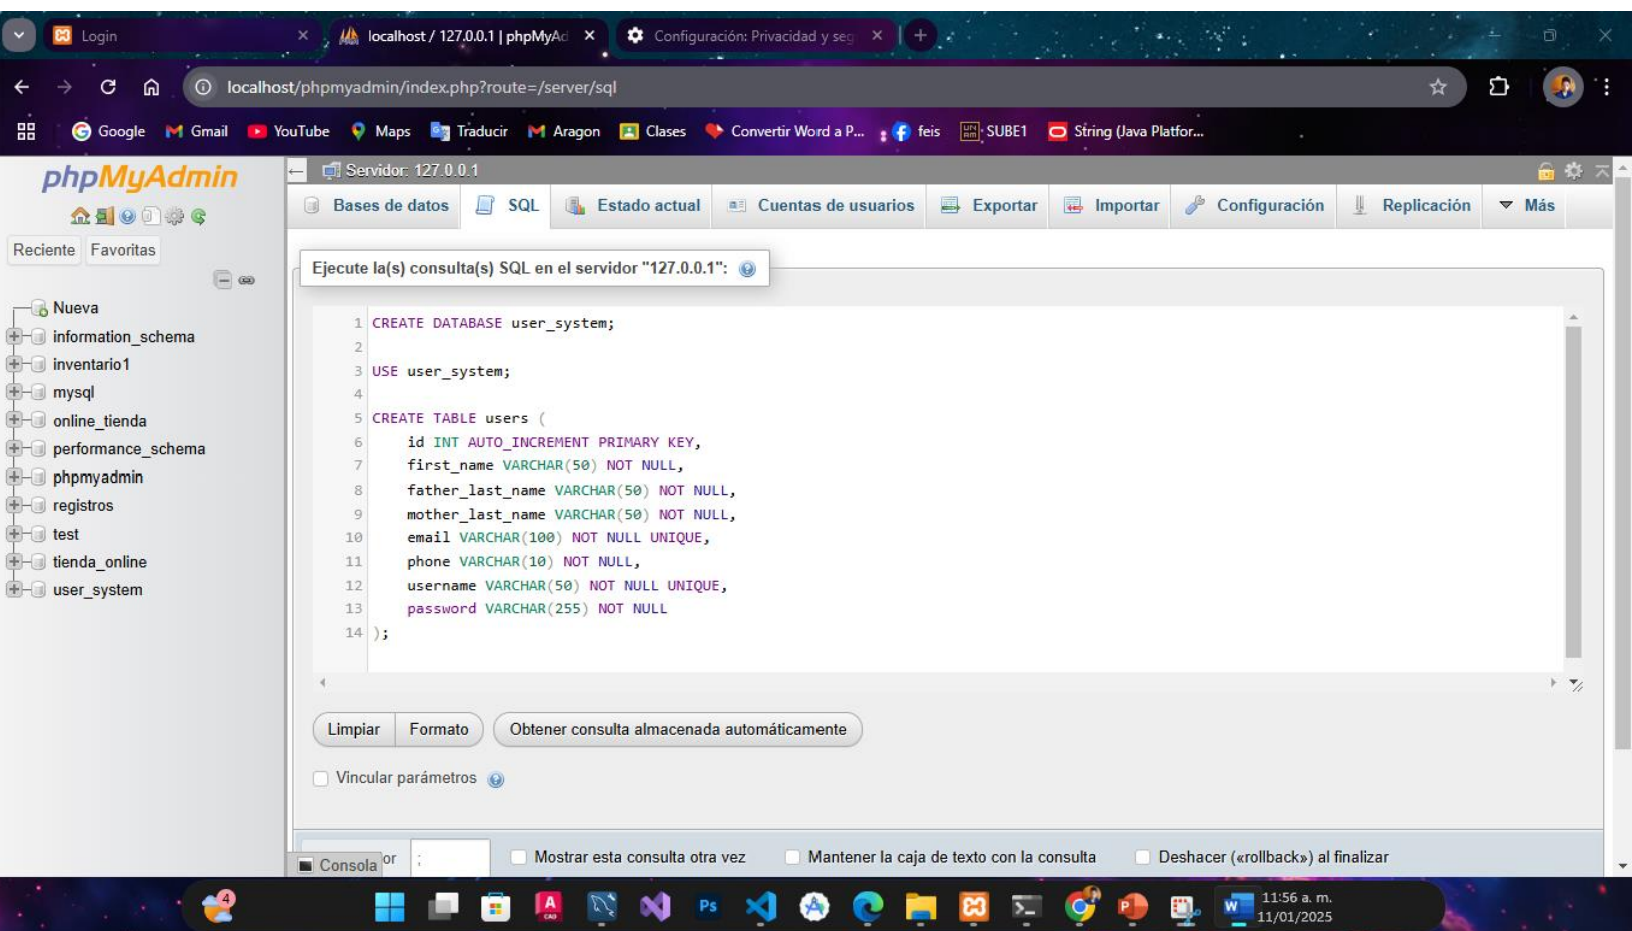 Login
localhost / 127.0.0.1 | phpMyAd
Configuración: Privacidad y seg
localhost/phpmyadmin/index.php?route=/server/sql
Google Gmail YouTube Maps Traducir Aragon Clases Convertir Word a P... feis SUBE1 String (Java Platfor...
phpMyAdmin
Reciente Favoritas
Nueva
information_schema
inventario1
mysql
online_tienda
performance_schema
phpmyadmin
registros
test
tienda_online
user_system
Servidor: 127.0.0.1
Bases de datos SQL Estado actual Cuentas de usuarios Exportar Importar Configuración Replicación Más
Ejecute la(s) consulta(s) SQL en el servidor "127.0.0.1":
1 CREATE DATABASE user_system;
2
3 USE user_system;
4
5 CREATE TABLE users (
6 id INT AUTO_INCREMENT PRIMARY KEY,
7 first_name VARCHAR(50) NOT NULL,
8 father_last_name VARCHAR(50) NOT NULL,
9 mother_last_name VARCHAR(50) NOT NULL,
10 email VARCHAR(100) NOT NULL UNIQUE,
11 phone VARCHAR(10) NOT NULL,
12 username VARCHAR(50) NOT NULL UNIQUE,
13 password VARCHAR(255) NOT NULL
14 );
Limpiar Formato Obtener consulta almacenada automáticamente
Vincular parámetros
or ; Mostrar esta consulta otra vez Mantener la caja de texto con la consulta Deshacer («rollback») al finalizar
Consola
4
A
CAD
Ps
P
W
11:56 a. m.
11/01/2025